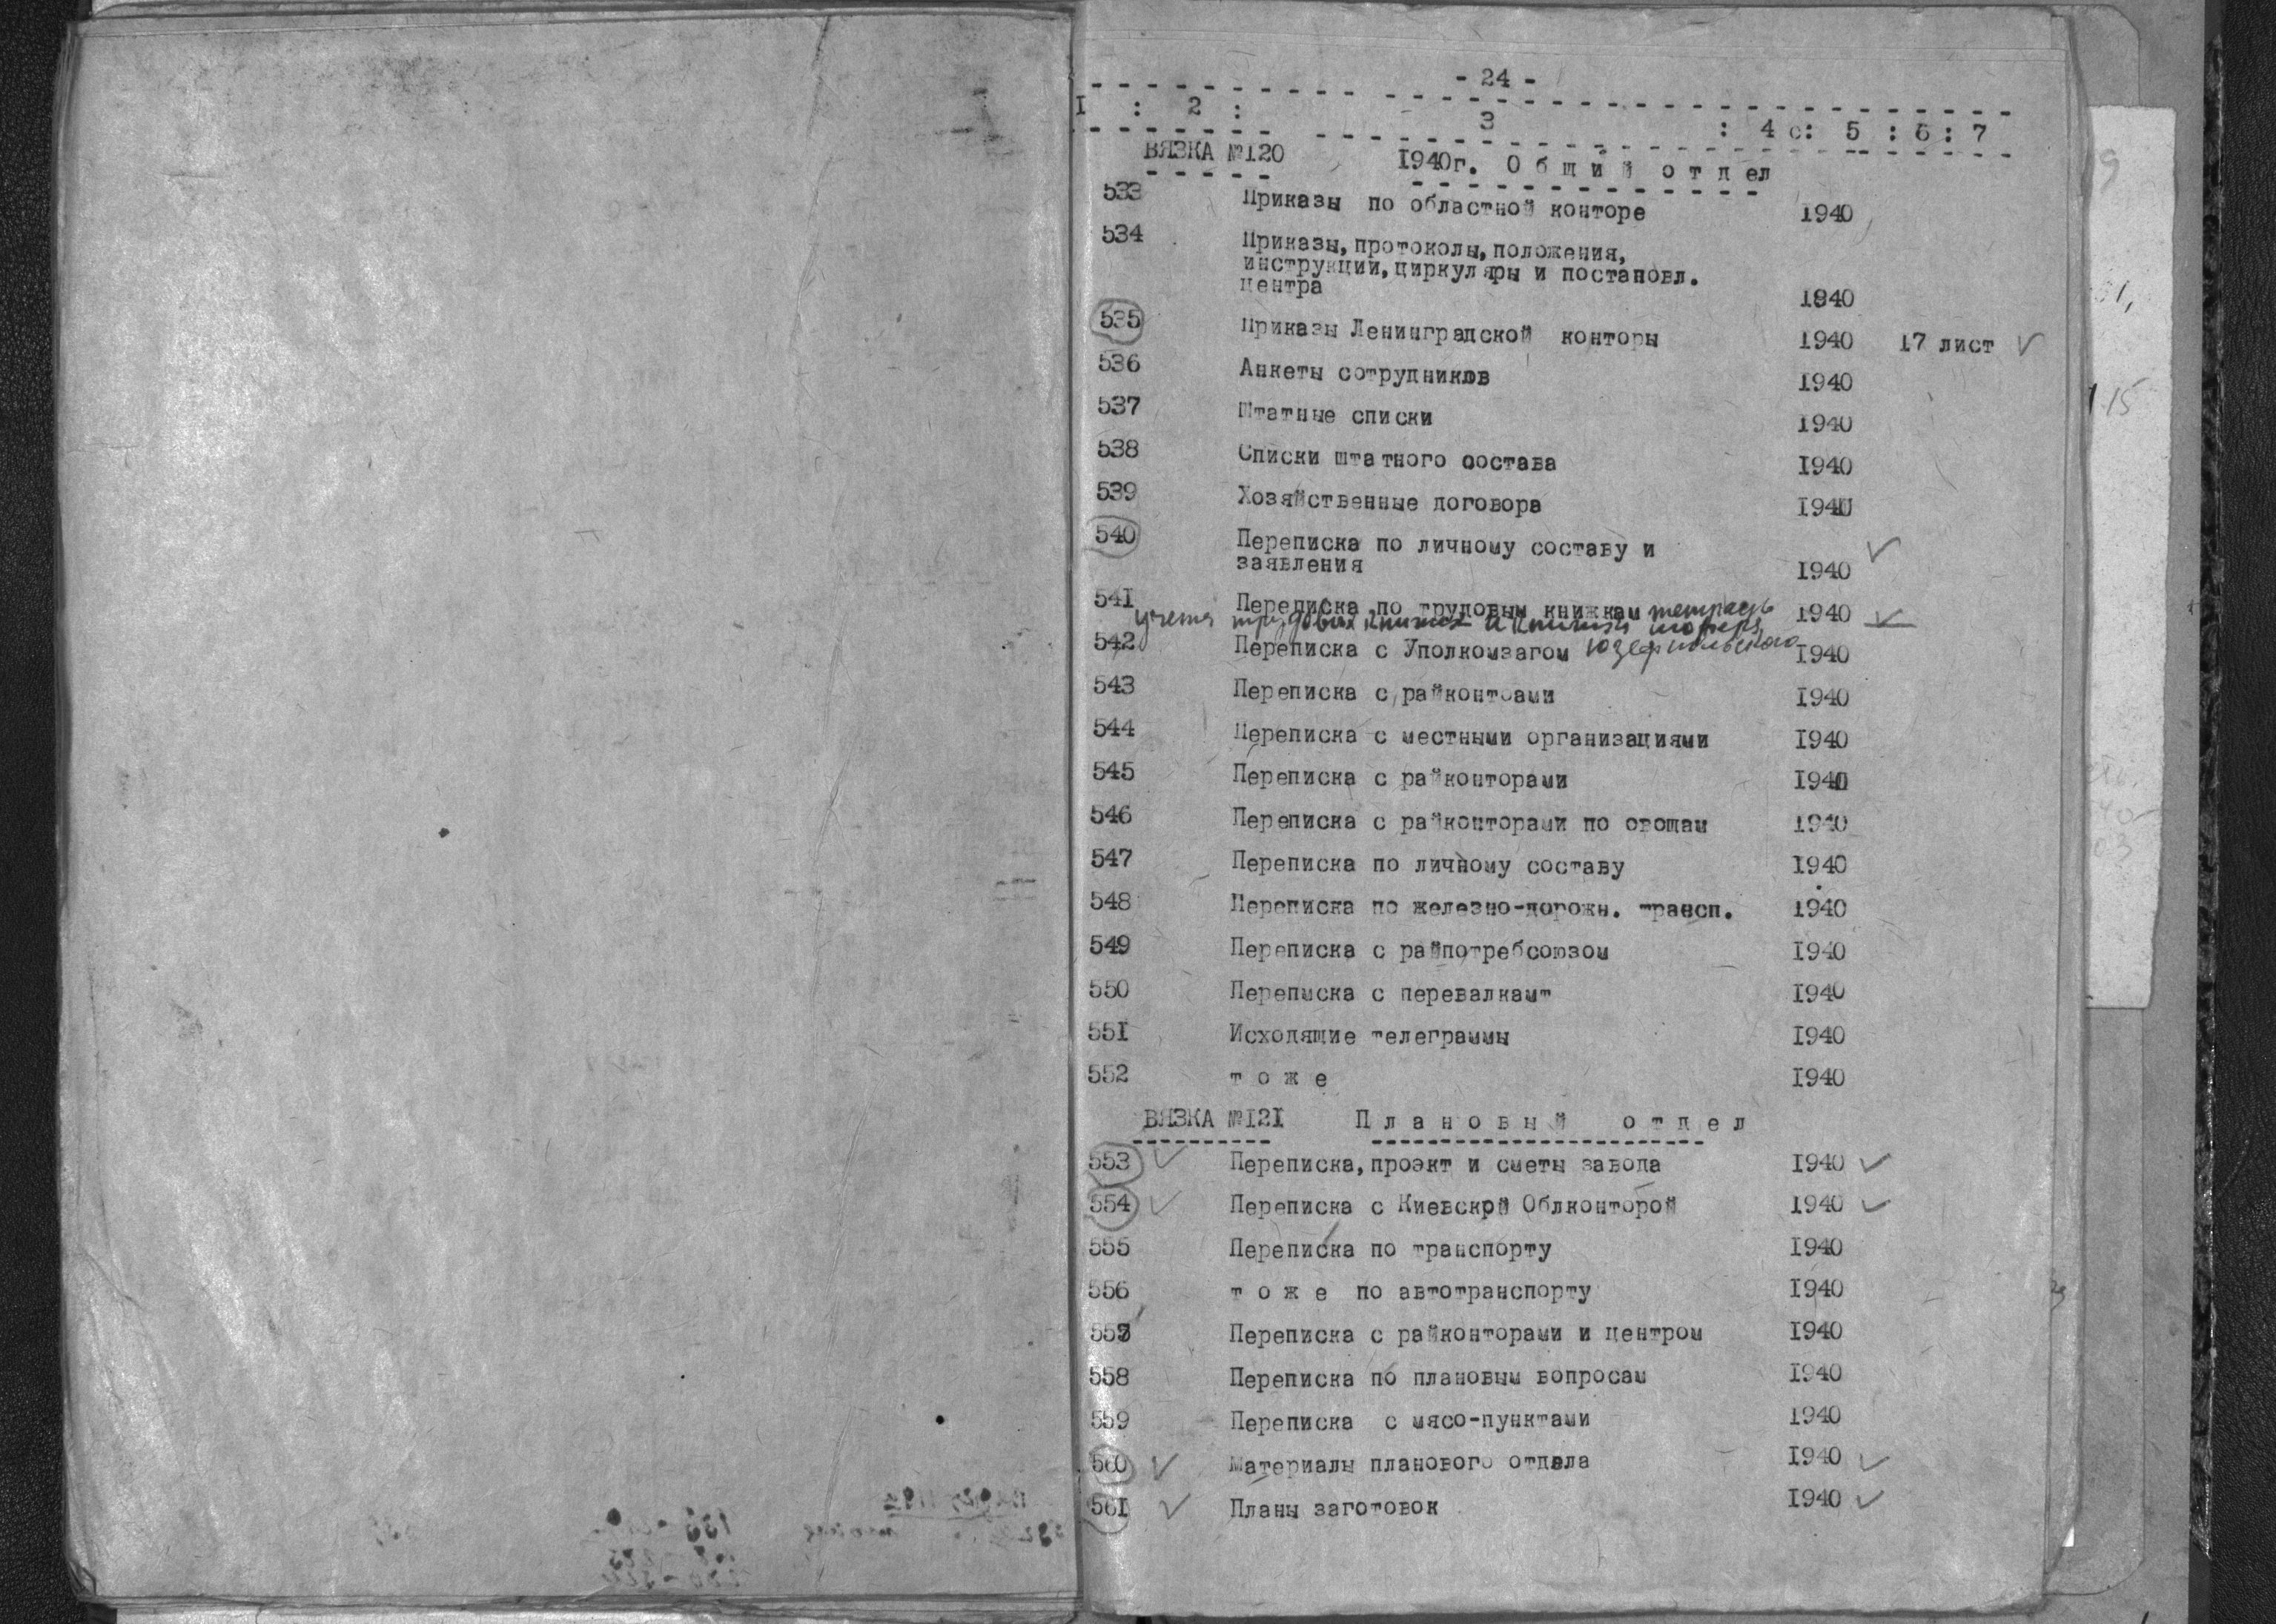 - 24 -
I : 2 : 3 : 4 с: 5 : 6 : 7
ВЯЗКА №120 1940г. Общий отдел
533 Приказы по областной конторе 1940
534 Приказы, протоколы, положения,
инструкции, циркуляры и постановл.
центра 1940
535 Приказы Ленинградской конторы 1940 17 лист ✓
536 Анкеты сотрудников 1940
537 Штатные списки 1940
538 Списки штатного состава 1940
539 Хозяйственные договора 1940
540 Переписка по личному составу и ✓
заявления 1940
541 Переписка по трудовым книжкам тетрадь 1940 ✓
учета трудовых книжек и книжка шофера
542 Переписка с Уполкомзагом 1940
543 Переписка с райконтоами 1940
544 Переписка с местными организациями 1940
545 Переписка с райконторами 1940
546 Переписка с райконторами по овощам 1940
547 Переписка по личному составу 1940
548 Переписка по железно-дорожн. трансп. 1940
549 Переписка с райпотребсоюзом 1940
550 Переписка с перевалкамт 1940
551 Исходящие телеграммы 1940
552 тоже 1940
ВЯЗКА №121 Плановый отдел
553 ✓ Переписка, проэкт и сметы завода 1940 ✓
554 ✓ Переписка с Киевской Облконторой 1940 ✓
555 Переписка по транспорту 1940
556 тоже по автотранспорту 1940
557 Переписка с райконторами и центром 1940
558 Переписка по плановым вопросам 1940
559 Переписка с мясо-пунктами 1940
560 ✓ Материалы планового отдела 1940 ✓
561 ✓ Планы заготовок 1940 ✓